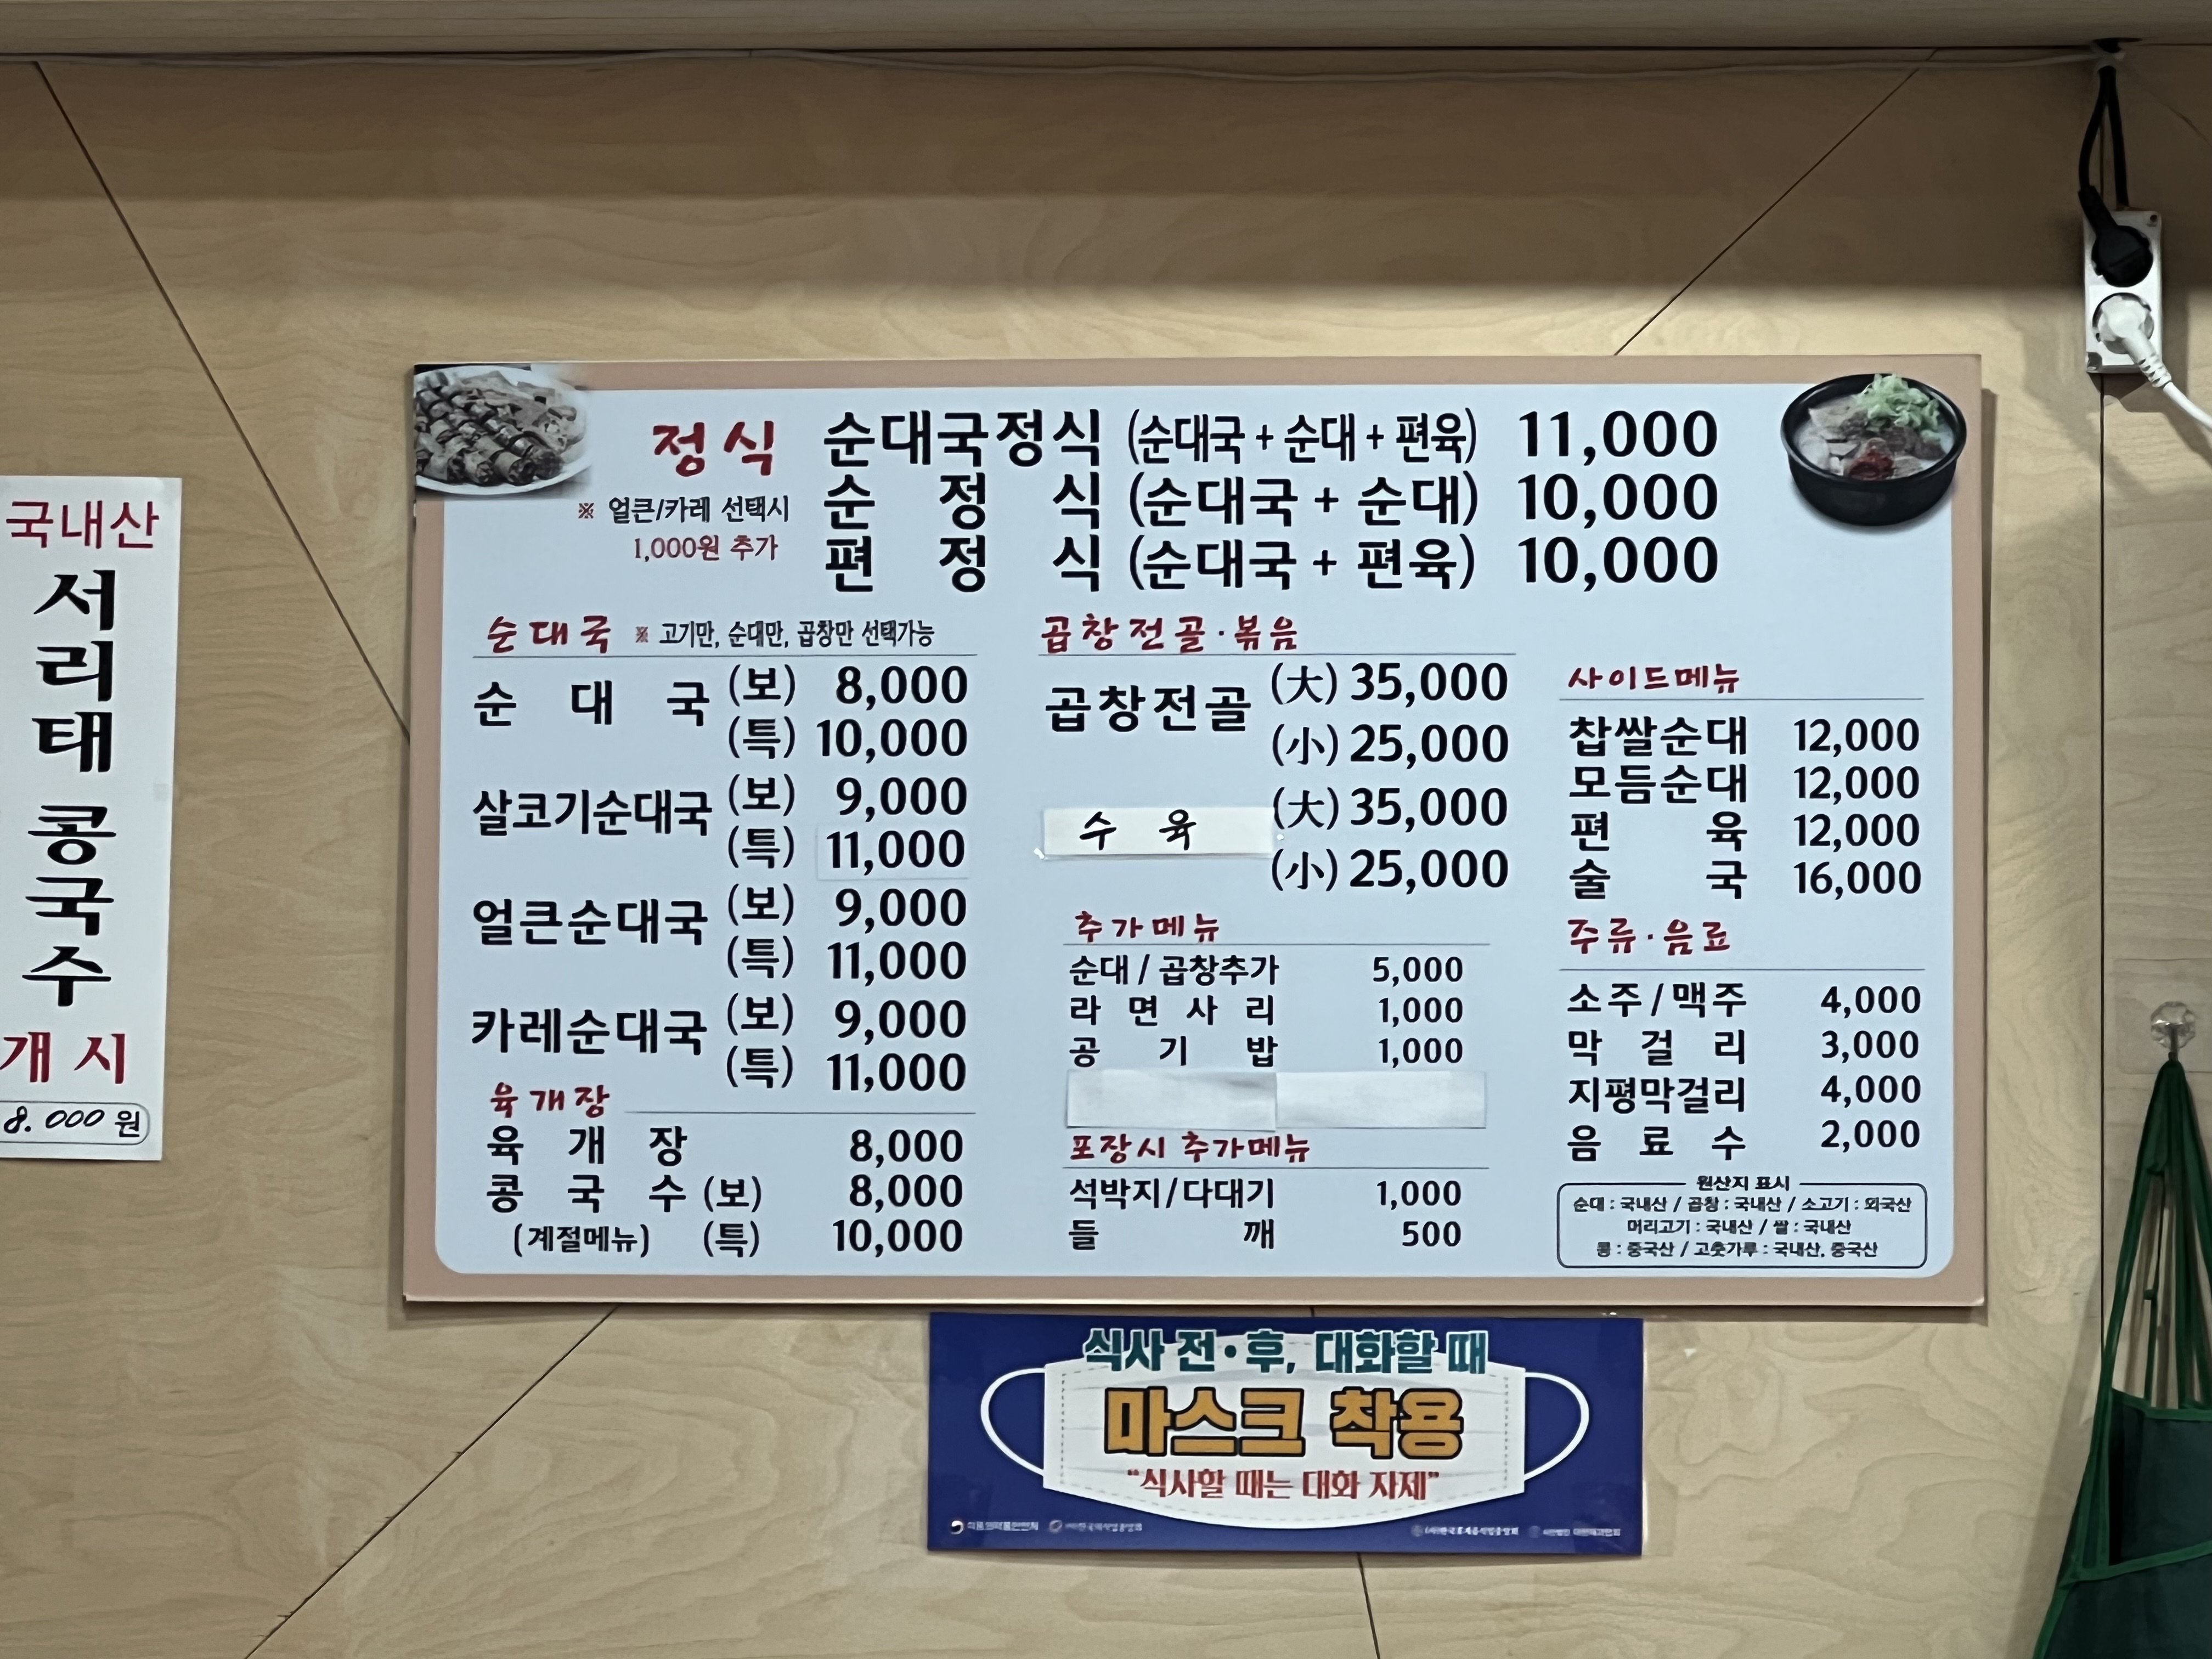 국내산
서리태 콩국수
개시
8.000원
정식
※ 얼큰/카레 선택시
1,000원 추가
순대국정식 (순대국 + 순대 + 편육) 11,000
순정식 (순대국 + 순대) 10,000
편정식 (순대국 + 편육) 10,000
순대국 ※ 고기만, 순대만, 곱창만 선택가능
순대국 (보) 8,000
(특) 10,000
살코기순대국 (보) 9,000
(특) 11,000
얼큰순대국 (보) 9,000
(특) 11,000
카레순대국 (보) 9,000
(특) 11,000
육개장
육개장 8,000
콩국수 (보) 8,000
(계절메뉴) (특) 10,000
곱창전골·볶음
곱창전골 (大) 35,000
(小) 25,000
수육 (大) 35,000
(小) 25,000
추가메뉴
순대 / 곱창추가 5,000
라면사리 1,000
공기밥 1,000
포장시 추가메뉴
석박지/다대기 1,000
들깨 500
사이드메뉴
찹쌀순대 12,000
모듬순대 12,000
편육 12,000
술국 16,000
주류·음료
소주/맥주 4,000
막걸리 3,000
지평막걸리 4,000
음료수 2,000
원산지 표시
순대 : 국내산 / 곱창 : 국내산 / 소고기 : 외국산
머리고기 : 국내산 / 쌀 : 국내산
콩 : 중국산 / 고춧가루 : 국내산, 중국산
식사 전·후, 대화할 때
마스크 착용
"식사할 때는 대화 자제"
식품의약품안전처